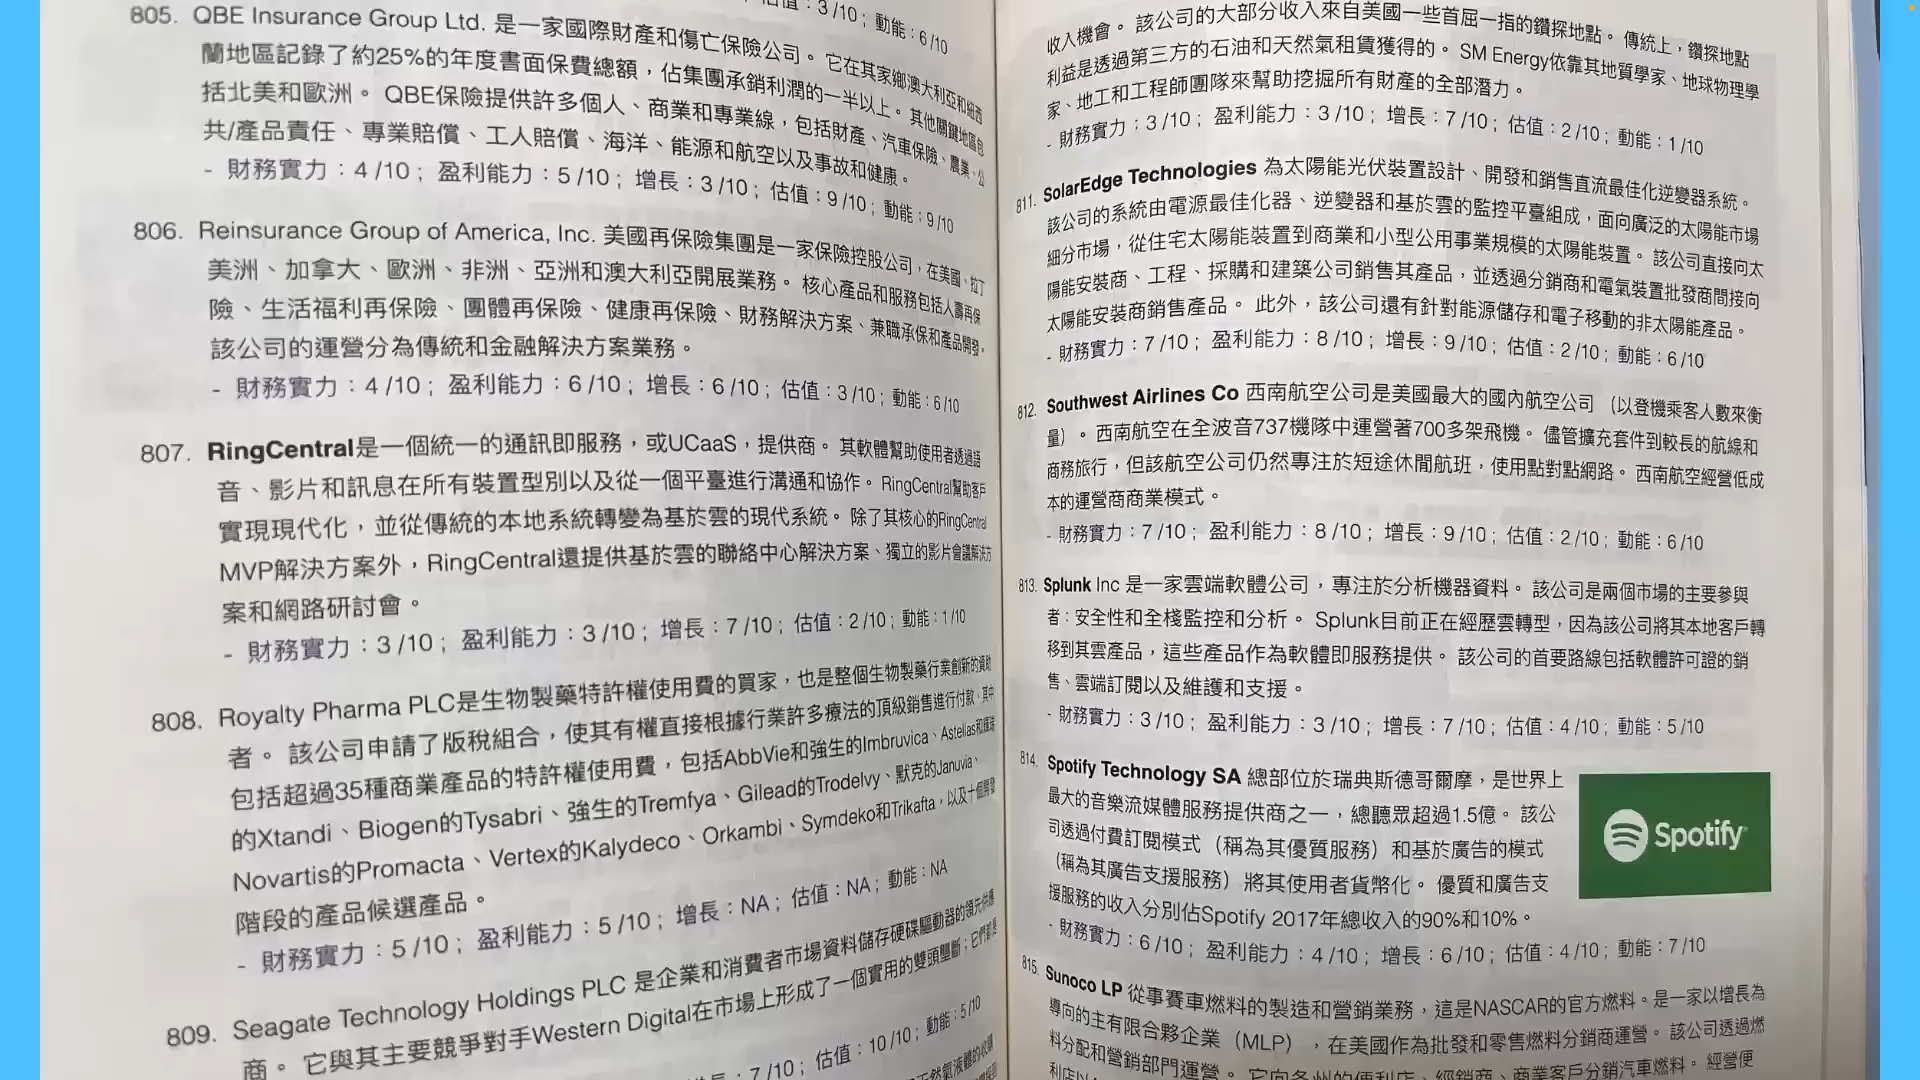 估值：3/10；動能：6/10
805. QBE Insurance Group Ltd. 是一家國際財產和傷亡保險公司。它在其家鄉澳大利亞和紐西
蘭地區記錄了約25%的年度書面保費總額，佔集團承銷利潤的一半以上。其他關鍵地區包
括北美和歐洲。QBE保險提供許多個人、商業和專業線，包括財產、汽車保險、農業、公
共/產品責任、專業賠償、工人賠償、海洋、能源和航空以及事故和健康。
- 財務實力：4/10；盈利能力：5/10；增長：3/10；估值：9/10；動能：9/10
806. Reinsurance Group of America, Inc. 美國再保險集團是一家保險控股公司，在美國、拉丁
美洲、加拿大、歐洲、非洲、亞洲和澳大利亞開展業務。核心產品和服務包括人壽再保
險、生活福利再保險、團體再保險、健康再保險、財務解決方案、兼職承保和產品開發。
該公司的運營分為傳統和金融解決方案業務。
- 財務實力：4/10；盈利能力：6/10；增長：6/10；估值：3/10；動能：6/10
807. RingCentral是一個統一的通訊即服務，或UCaaS，提供商。其軟體幫助使用者透過語
音、影片和訊息在所有裝置型別以及從一個平臺進行溝通和協作。RingCentral幫助客戶
實現現代化，並從傳統的本地系統轉變為基於雲的現代系統。除了其核心的RingCentral
MVP解決方案外，RingCentral還提供基於雲的聯絡中心解決方案、獨立的影片會議解決方
案和網路研討會。
- 財務實力：3/10；盈利能力：3/10；增長：7/10；估值：2/10；動能：1/10
808. Royalty Pharma PLC是生物製藥特許權使用費的買家，也是整個生物製藥行業創新的資助
者。該公司申請了版稅組合，使其有權直接根據行業許多療法的頂級銷售進行付款，其中
包括超過35種商業產品的特許權使用費，包括AbbVie和強生的Imbruvica、Astellas和輝瑞
的Xtandi、Biogen的Tysabri、強生的Tremfya、Gilead的Trodelvy、默克的Januvia、
Novartis的Promacta、Vertex的Kalydeco、Orkambi、Symdeko和Trikafta，以及十個開發
階段的產品候選產品。
- 財務實力：5/10；盈利能力：5/10；增長：NA；估值：NA；動能：NA
809. Seagate Technology Holdings PLC 是企業和消費者市場資料儲存硬碟驅動器的領先供應
商。它與其主要競爭對手Western Digital在市場上形成了一個實用的雙頭壟斷；它們都是
7/10；估值：10/10；動能：5/10
收入機會。該公司的大部分收入來自美國一些首屈一指的鑽探地點。傳統上，鑽探地點
利益是透過第三方的石油和天然氣租賃獲得的。SM Energy依靠其地質學家、地球物理學
家、地工和工程師團隊來幫助挖掘所有財產的全部潛力。
- 財務實力：3/10；盈利能力：3/10；增長：7/10；估值：2/10；動能：1/10
811. SolarEdge Technologies 為太陽能光伏裝置設計、開發和銷售直流最佳化逆變器系統。
該公司的系統由電源最佳化器、逆變器和基於雲的監控平臺組成，面向廣泛的太陽能市場
細分市場，從住宅太陽能裝置到商業和小型公用事業規模的太陽能裝置。該公司直接向太
陽能安裝商、工程、採購和建築公司銷售其產品，並透過分銷商和電氣裝置批發商間接向
太陽能安裝商銷售產品。此外，該公司還有針對能源儲存和電子移動的非太陽能產品。
- 財務實力：7/10；盈利能力：8/10；增長：9/10；估值：2/10；動能：6/10
812. Southwest Airlines Co 西南航空公司是美國最大的國內航空公司（以登機乘客人數來衡
量）。西南航空在全波音737機隊中運營著700多架飛機。儘管擴充套件到較長的航線和
商務旅行，但該航空公司仍然專注於短途休閒航班，使用點對點網路。西南航空經營低成
本的運營商商業模式。
- 財務實力：7/10；盈利能力：8/10；增長：9/10；估值：2/10；動能：6/10
813. Splunk Inc 是一家雲端軟體公司，專注於分析機器資料。該公司是兩個市場的主要參與
者：安全性和全棧監控和分析。Splunk目前正在經歷雲轉型，因為該公司將其本地客戶轉
移到其雲產品，這些產品作為軟體即服務提供。該公司的首要路線包括軟體許可證的銷
售、雲端訂閱以及維護和支援。
- 財務實力：3/10；盈利能力：3/10；增長：7/10；估值：4/10；動能：5/10
814. Spotify Technology SA 總部位於瑞典斯德哥爾摩，是世界上
最大的音樂流媒體服務提供商之一，總聽眾超過1.5億。該公
司透過付費訂閱模式（稱為其優質服務）和基於廣告的模式
（稱為其廣告支援服務）將其使用者貨幣化。優質和廣告支
援服務的收入分別佔Spotify 2017年總收入的90%和10%。
- 財務實力：6/10；盈利能力：4/10；增長：6/10；估值：4/10；動能：7/10
Spotify
815. Sunoco LP 從事賽車燃料的製造和營銷業務，這是NASCAR的官方燃料。是一家以增長為
導向的主有限合夥企業（MLP），在美國作為批發和零售燃料分銷商運營。該公司透過燃
料分配和營銷部門運營。它向各州的便利店、經銷商、商業客戶分銷汽車燃料。經營便
利店以